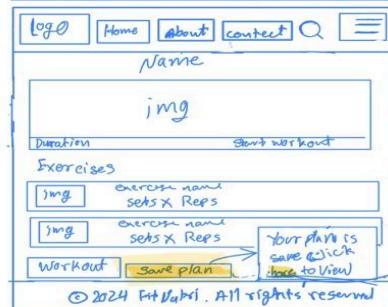 Logo Home About contect
Name
img
Duration Start workout
Exercises
img exercise name
sets x Reps
img exercise name
sets x Reps
Your plan is
save click
here to view
Workout save plan
© 2024 . All rights reserved